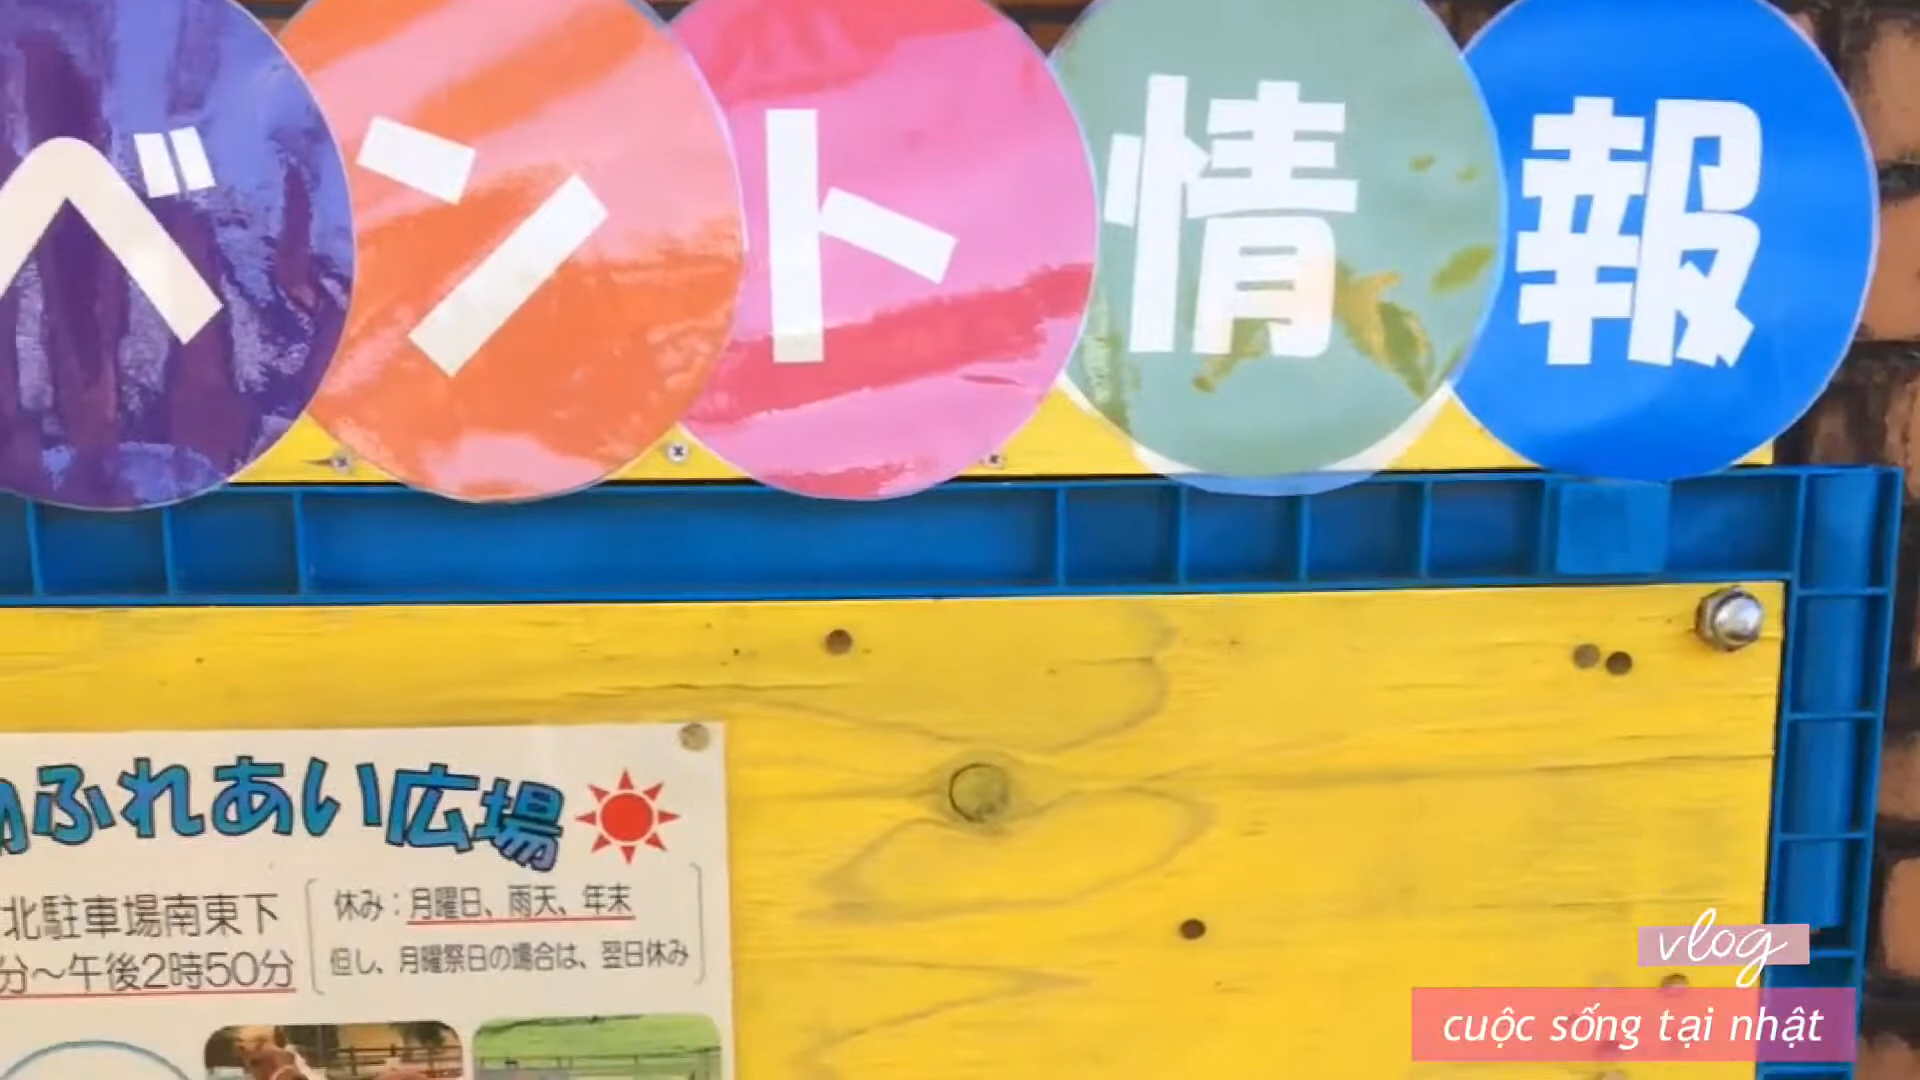 ベント情報
ふれあい広場
北駐車場南東下
分～午後2時50分
休み：月曜日、雨天、年末
但し、月曜祭日の場合は、翌日休み
vlog
cuộc sống tại nhật